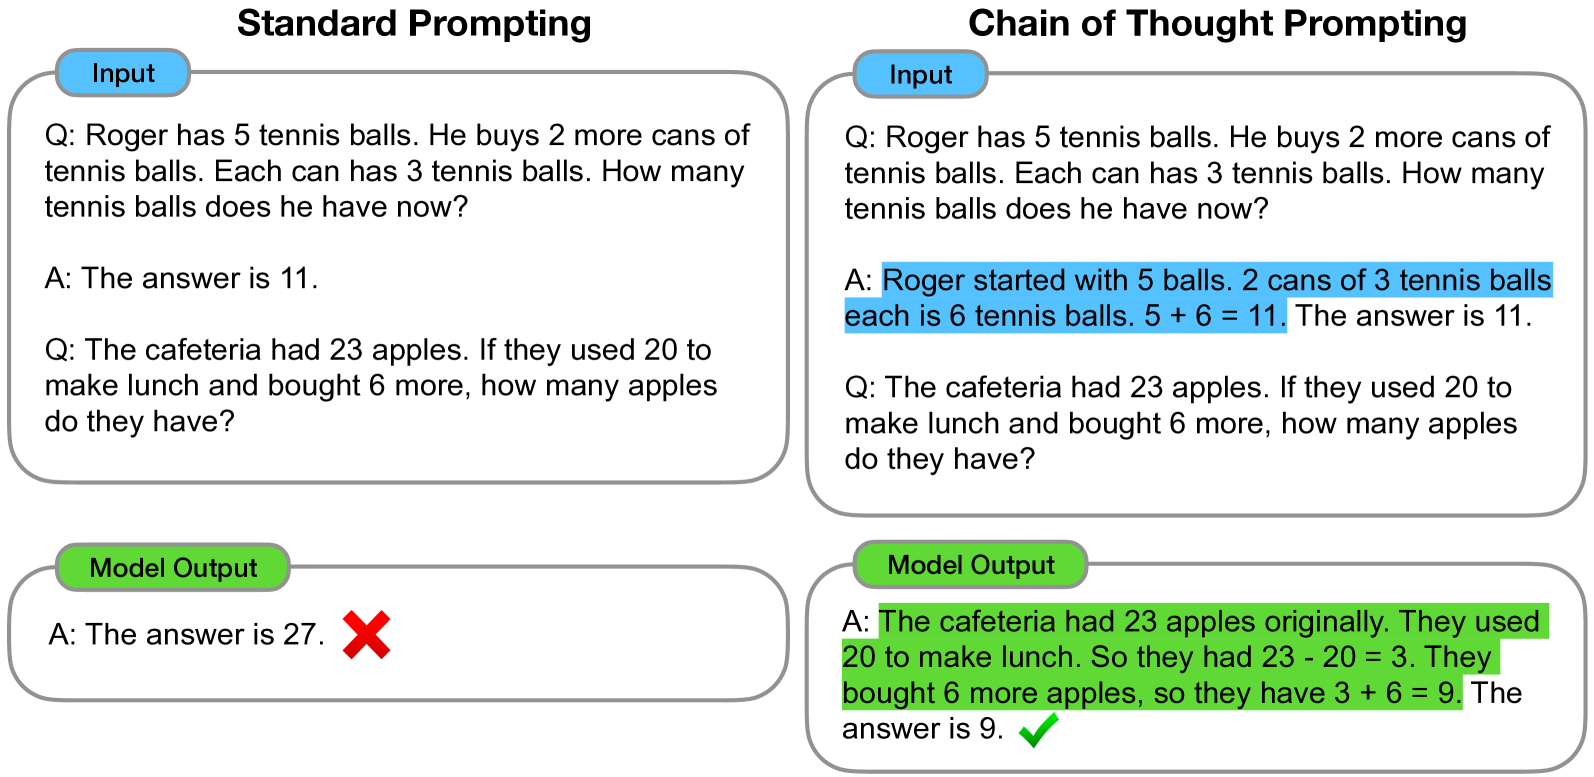 Standard Prompting
Input
Q: Roger has 5 tennis balls. He buys 2 more cans of
tennis balls. Each can has 3 tennis balls. How many
tennis balls does he have now?
A: The answer is 11.
Q: The cafeteria had 23 apples. If they used 20 to
make lunch and bought 6 more, how many apples
do they have?
Model Output
A: The answer is 27.
Chain of Thought Prompting
Input
Q: Roger has 5 tennis balls. He buys 2 more cans of
tennis balls. Each can has 3 tennis balls. How many
tennis balls does he have now?
A: Roger started with 5 balls. 2 cans of 3 tennis balls
each is 6 tennis balls. 5 + 6 = 11. The answer is 11.
Q: The cafeteria had 23 apples. If they used 20 to
make lunch and bought 6 more, how many apples
do they have?
Model Output
A: The cafeteria had 23 apples originally. They used
20 to make lunch. So they had 23 - 20 = 3. They
bought 6 more apples, so they have 3 + 6 = 9. The
answer is 9.